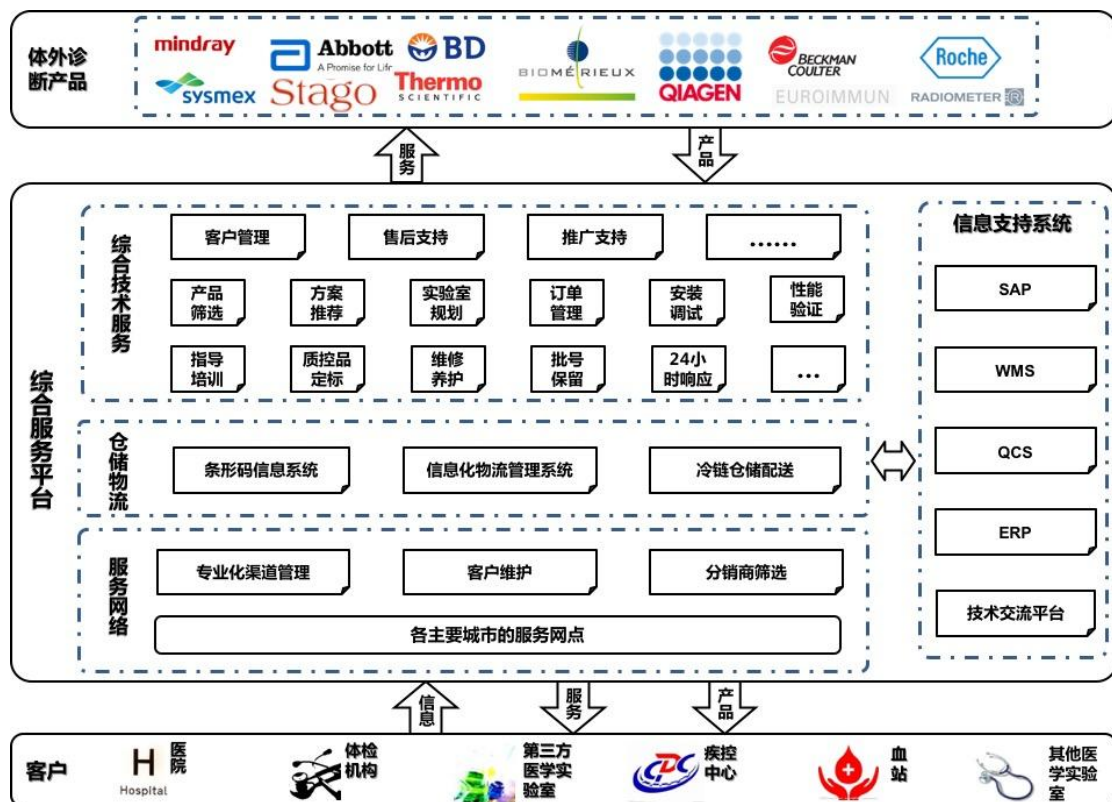 体外诊
断产品
mindray
Abbott
A Promise for Life
BD
BIOMÉRIEUX
QIAGEN
BECKMAN
COULTER
Roche
sysmex
Stago
Thermo
SCIENTIFIC
EUROIMMUN
RADIOMETER R
服务
产品
综合服务平台
综合技术服务
客户管理
售后支持
推广支持
……
产品
筛选
方案
推荐
实验室
规划
订单
管理
安装
调试
性能
验证
指导
培训
质控品
定标
维修
养护
批号
保留
24小
时响应
…
仓储物流
条形码信息系统
信息化物流管理系统
冷链仓储配送
服务网络
专业化渠道管理
客户维护
分销商筛选
各主要城市的服务网点
信息支持系统
SAP
WMS
QCS
ERP
技术交流平台
信息
服务
产品
客户
H
Hospital
医院
体检
机构
第三方
医学实
验室
CDC
疾控
中心
血站
其他医
学实验
室